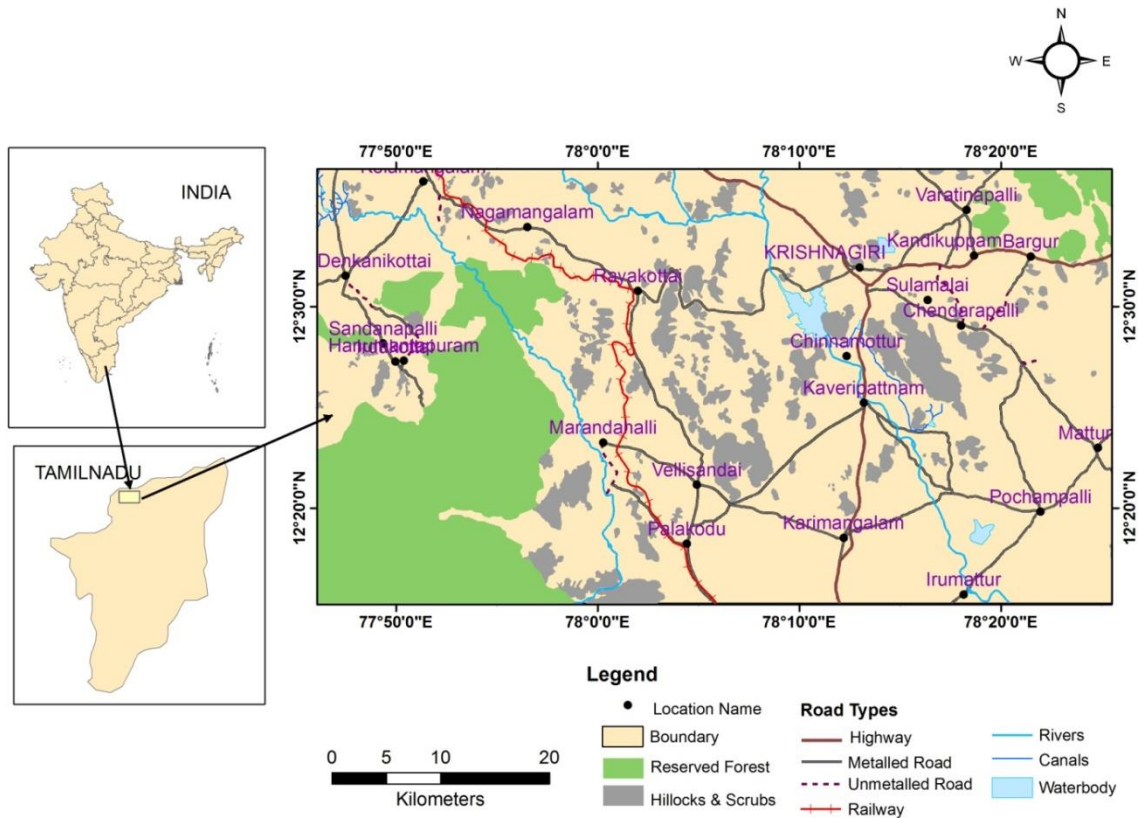 N
W E
S
INDIA
TAMILNADU
77°50'0"E 78°0'0"E 78°10'0"E 78°20'0"E
Kelamangalam
Nagamangalam
Varatinapalli
Denkanikottai
KRISHNAGIRI
Kandikuppam
Bargur
Rayakottai
Sulamalai
12°30'0"N
12°30'0"N
Chendarapalli
Sandanapalli
Chinnamottur
Kaveripattnam
Marandahalli
Mattur
Vellisandai
12°20'0"N
12°20'0"N
Pochampalli
Palakodu
Karimangalam
Irumattur
77°50'0"E 78°0'0"E 78°10'0"E 78°20'0"E
Legend
Location Name
Boundary
Reserved Forest
Hillocks & Scrubs
Road Types
Highway
Metalled Road
Unmetalled Road
Railway
Rivers
Canals
Waterbody
0 5 10 20
Kilometers